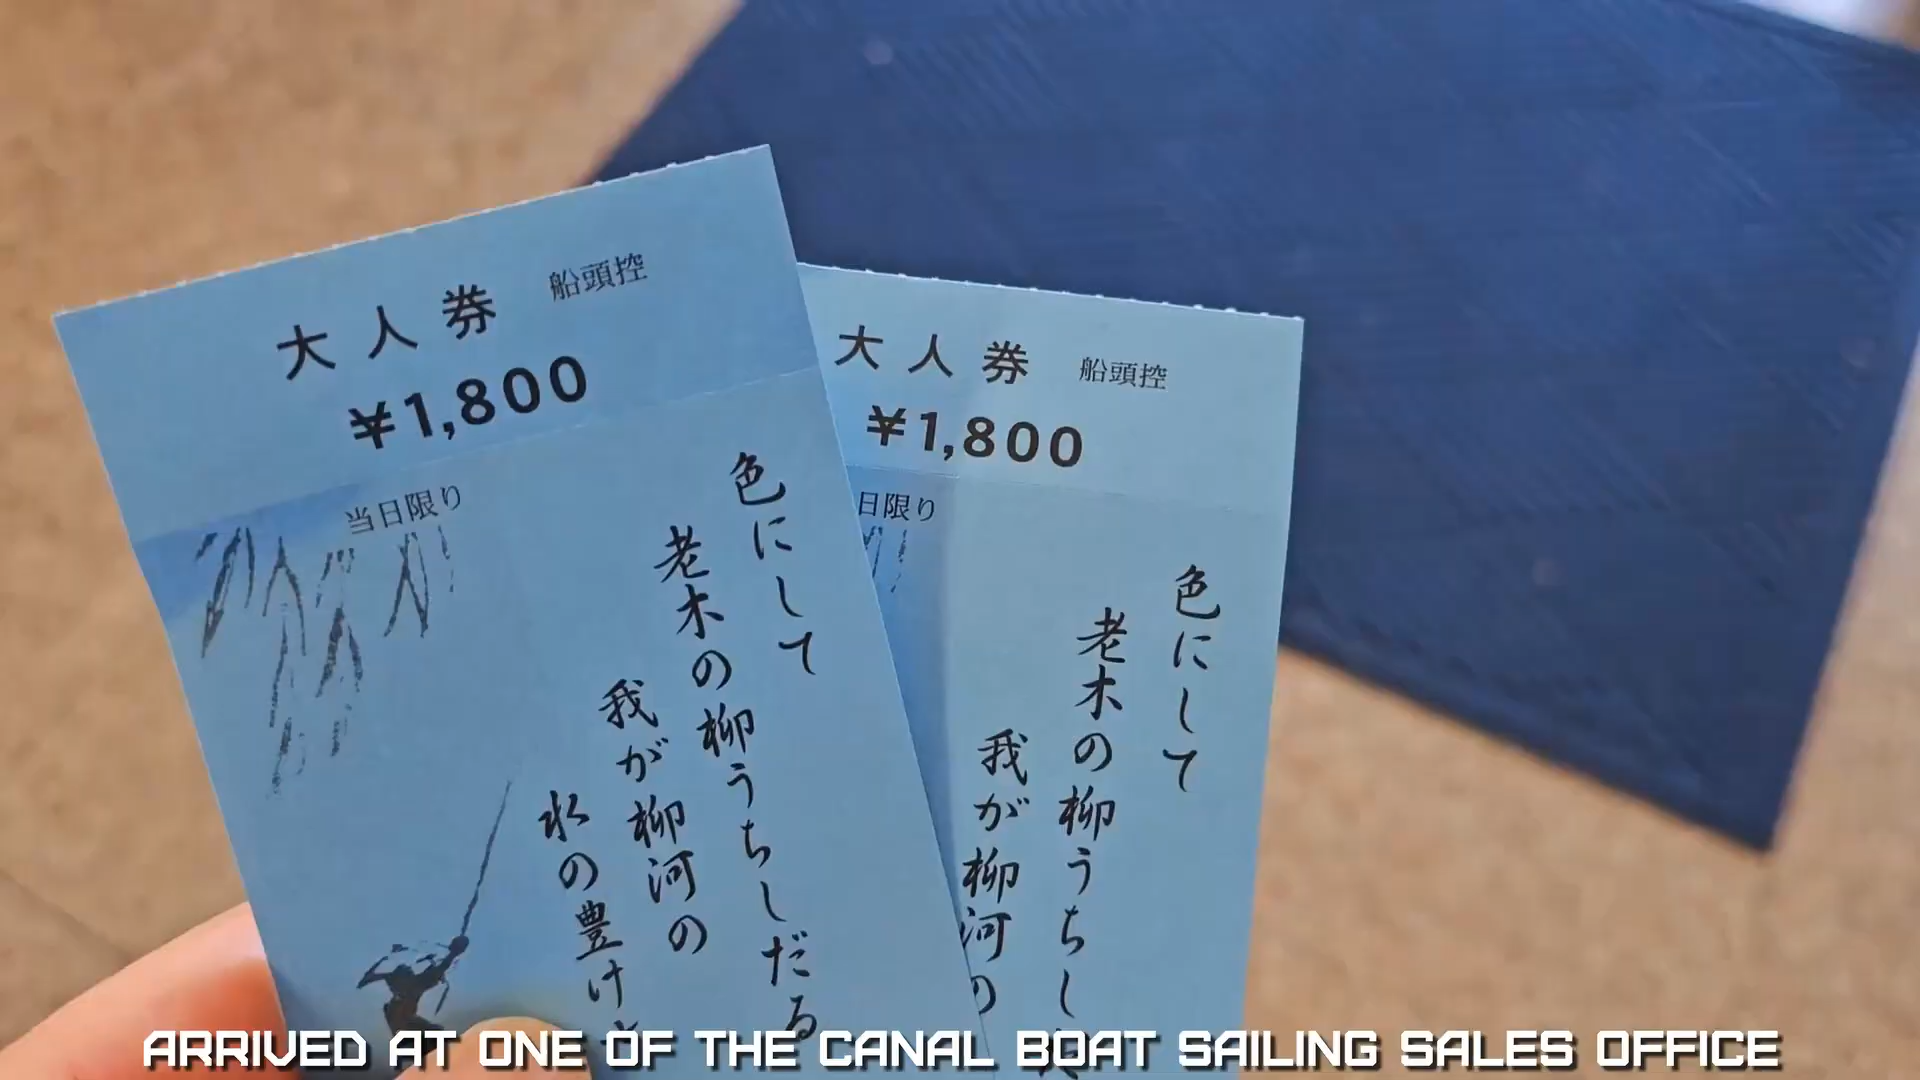 大人券 船頭控
¥1,800
当日限り
色にして
老木の柳うちしだる
我が柳河の
水の豊け
大人券 船頭控
¥1,800
日限り
色にして
老木の柳うちし
我が柳河の
ARRIVED AT ONE OF THE CANAL BOAT SAILING SALES OFFICE